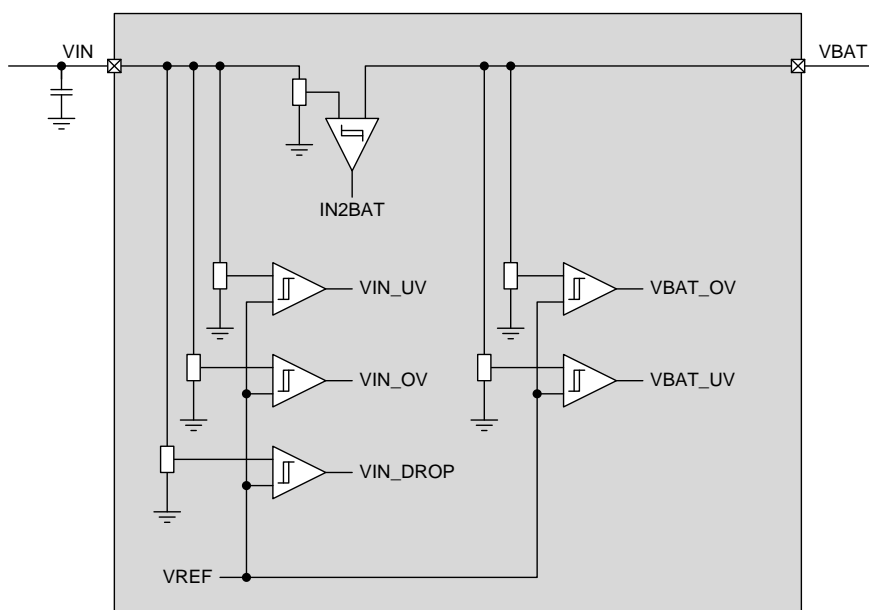 VIN
VBAT
IN2BAT
VIN_UV
VBAT_OV
VIN_OV
VBAT_UV
VIN_DROP
VREF